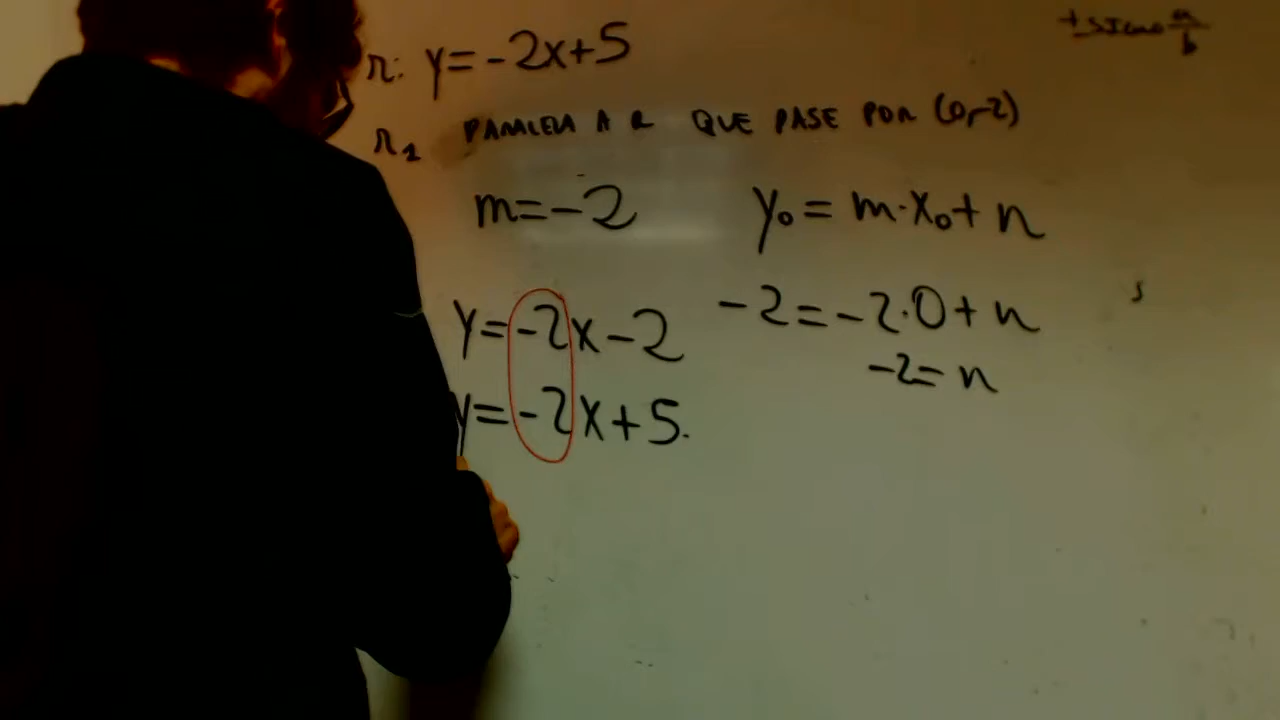 r: y=-2x+5
r₁ PARALELA A R QUE PASE POR (0,-2)
m=-2
y₀=m·x₀+n
y=-2x-2
-2=-2·0+n
-2=n
y=-2x+5.